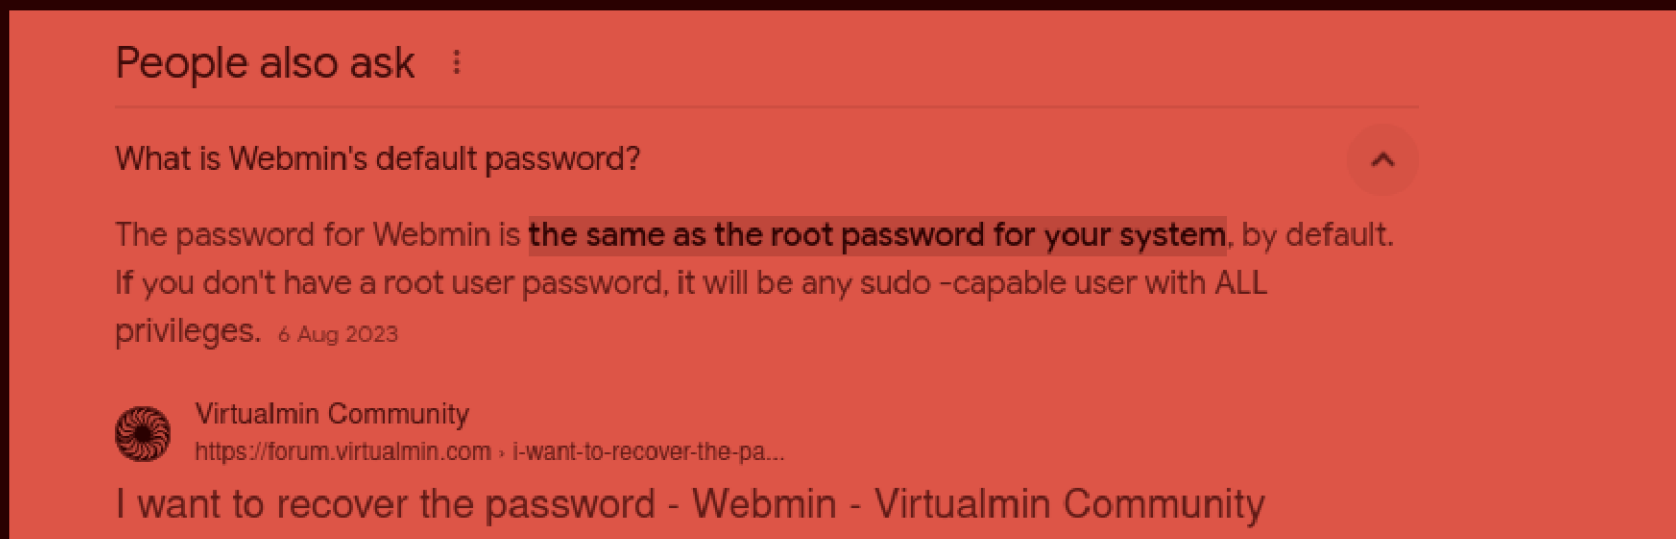 People also ask
What is Webmin's default password?
The password for Webmin is the same as the root password for your system, by default.
If you don't have a root user password, it will be any sudo -capable user with ALL
privileges. 6 Aug 2023
Virtualmin Community
https://forum.virtualmin.com › i-want-to-recover-the-pa...
I want to recover the password - Webmin - Virtualmin Community